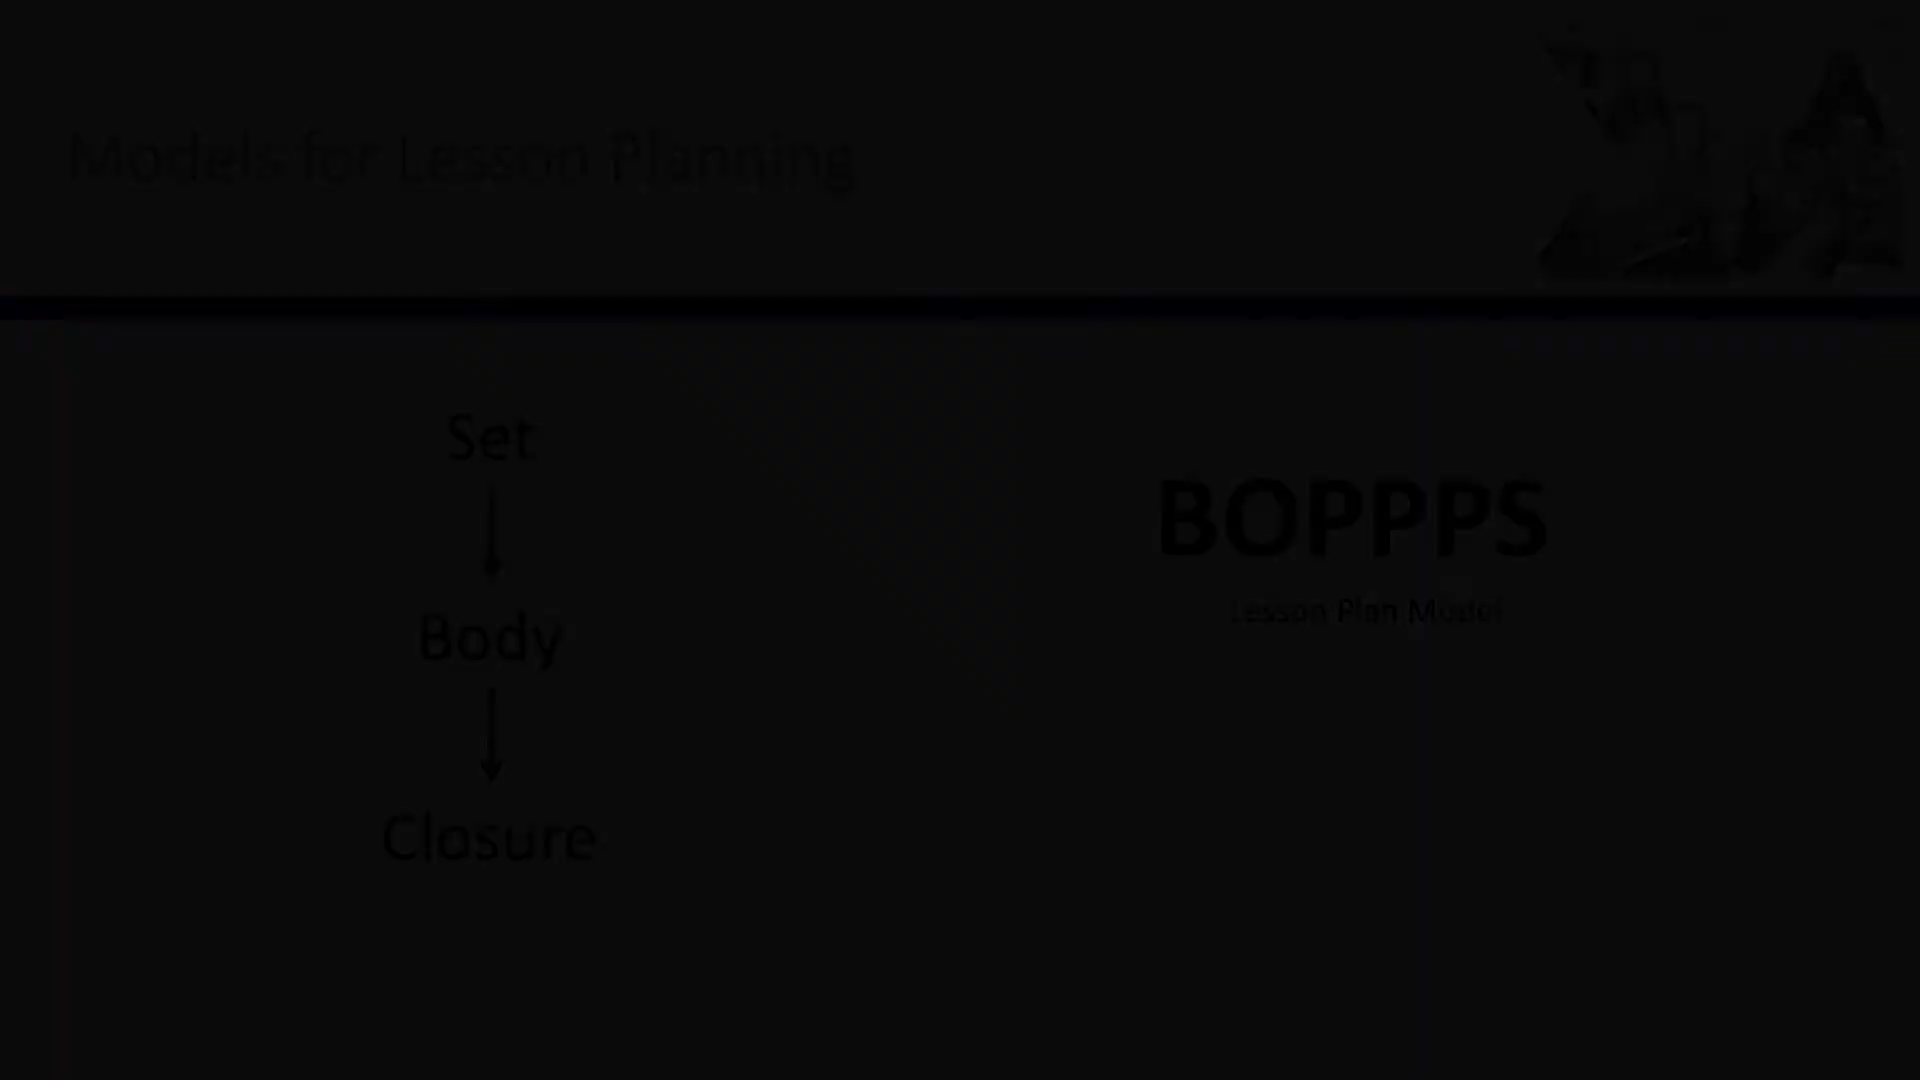 Models for Lesson Planning
Set
Body
Closure
BOPPPS
Lesson Plan Model